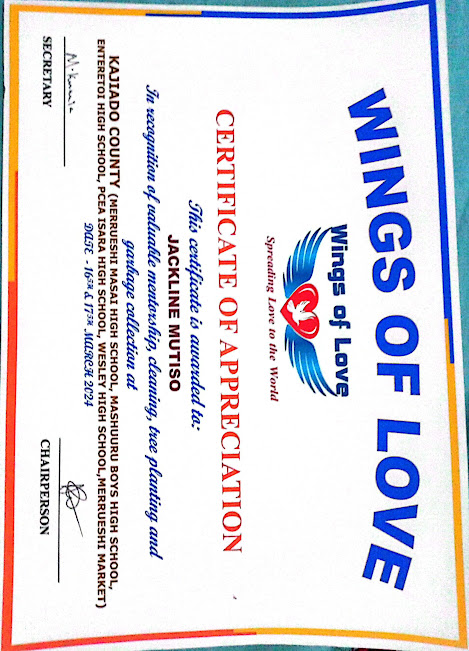 WINGS OF LOVE
Wings of Love
Spreading Love to the World
CERTIFICATE OF APPRECIATION
This certificate is awarded to:
JACKLINE MUTISO
In recognition of valuable mentorship, cleaning, tree planting and
garbage collection at
KAJIADO COUNTY (MERRUESHI MASAI HIGH SCHOOL, MASHUURU BOYS HIGH SCHOOL,
ENTERETOI HIGH SCHOOL, PCEA ISARA HIGH SCHOOL, WESLEY HIGH SCHOOL,MERRUESHI MARKET)
DATE - 16TH & 17TH MARCH 2024
SECRETARY
CHAIRPERSON